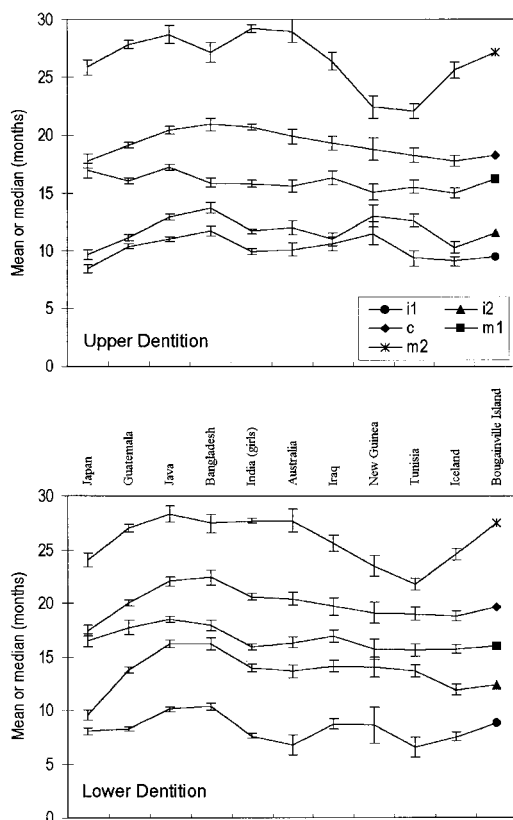 30
25
20
15
10
5
0
Mean or median (months)
Upper Dentition
i1 i2
c m1
m2
Japan
Guatemala
Java
Bangladesh
India (girls)
Australia
Iraq
New Guinea
Tunisia
Iceland
Bougainville Island
30
25
20
15
10
5
0
Mean or median (months)
Lower Dentition